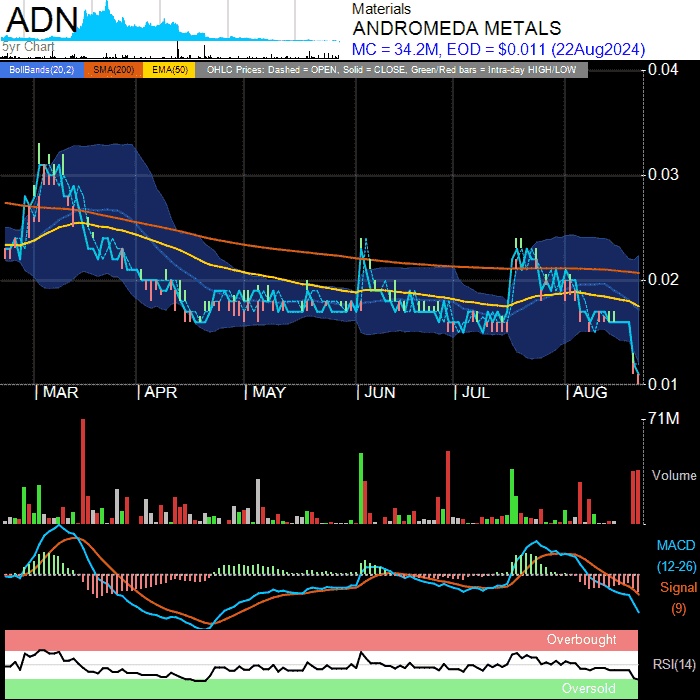 ADN
5yr Chart
Materials
ANDROMEDA METALS
MC = 34.2M, EOD = $0.011 (22Aug2024)
BollBands(20,2) SMA(200) EMA(50) OHLC Prices: Dashed = OPEN, Solid = CLOSE, Green/Red bars = Intra-day HIGH/LOW
0.04
0.03
0.02
0.01
| MAR | APR | MAY | JUN | JUL | AUG
71M
Volume
MACD
(12-26)
Signal
(9)
Overbought
RSI(14)
Oversold